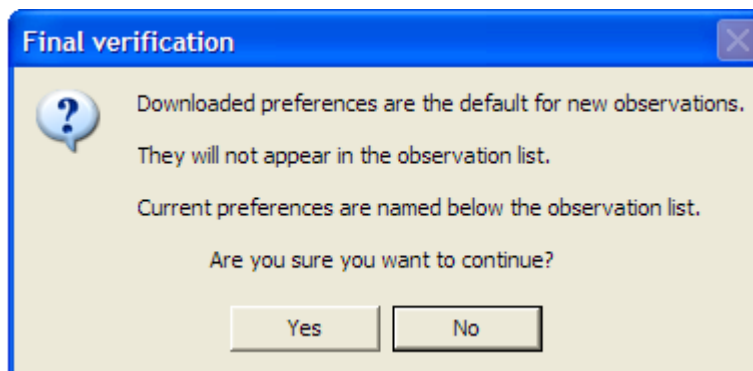 Final verification
Downloaded preferences are the default for new observations.
They will not appear in the observation list.
Current preferences are named below the observation list.
Are you sure you want to continue?
Yes No